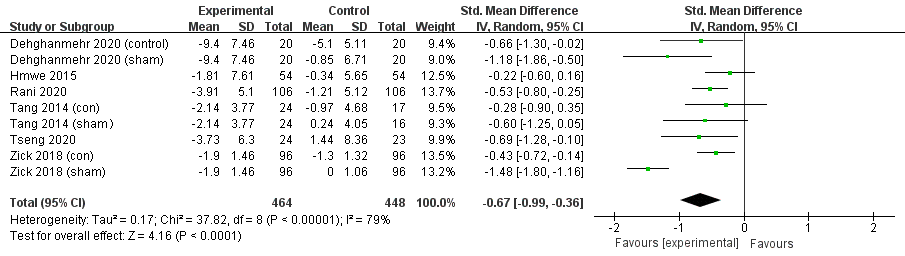 Experimental Control Std. Mean Difference Std. Mean Difference
Study or Subgroup Mean SD Total Mean SD Total Weight IV, Random, 95% CI IV, Random, 95% CI
Dehghanmehr 2020 (control) -9.4 7.46 20 -5.1 5.11 20 9.4% -0.66 [-1.30, -0.02]
Dehghanmehr 2020 (sham) -9.4 7.46 20 -0.85 6.71 20 9.1% -1.18 [-1.86, -0.50]
Hmwe 2015 -1.81 7.61 54 -0.34 5.65 54 12.4% -0.22 [-0.60, 0.16]
Rani 2020 -3.91 5.1 106 -1.21 5.12 106 13.7% -0.53 [-0.80, -0.25]
Tang 2014 (con) -2.14 3.77 24 -0.97 4.68 17 9.6% -0.28 [-0.90, 0.35]
Tang 2014 (sham) -2.14 3.77 24 0.24 4.05 16 9.4% -0.60 [-1.25, 0.05]
Tseng 2020 -3.73 6.3 24 1.44 8.36 23 10.0% -0.69 [-1.28, -0.10]
Zick 2018 (con) -1.9 1.46 96 -1.3 1.32 96 13.5% -0.43 [-0.72, -0.14]
Zick 2018 (sham) -1.9 1.46 96 0 1.06 96 13.1% -1.48 [-1.80, -1.16]
Total (95% CI) 464 448 100.0% -0.67 [-0.99, -0.36]
Heterogeneity: Tau² = 0.17; Chi² = 37.82, df = 8 (P < 0.00001); I² = 79%
Test for overall effect: Z = 4.16 (P < 0.0001)
-2 -1 0 1 2
Favours [experimental] Favours